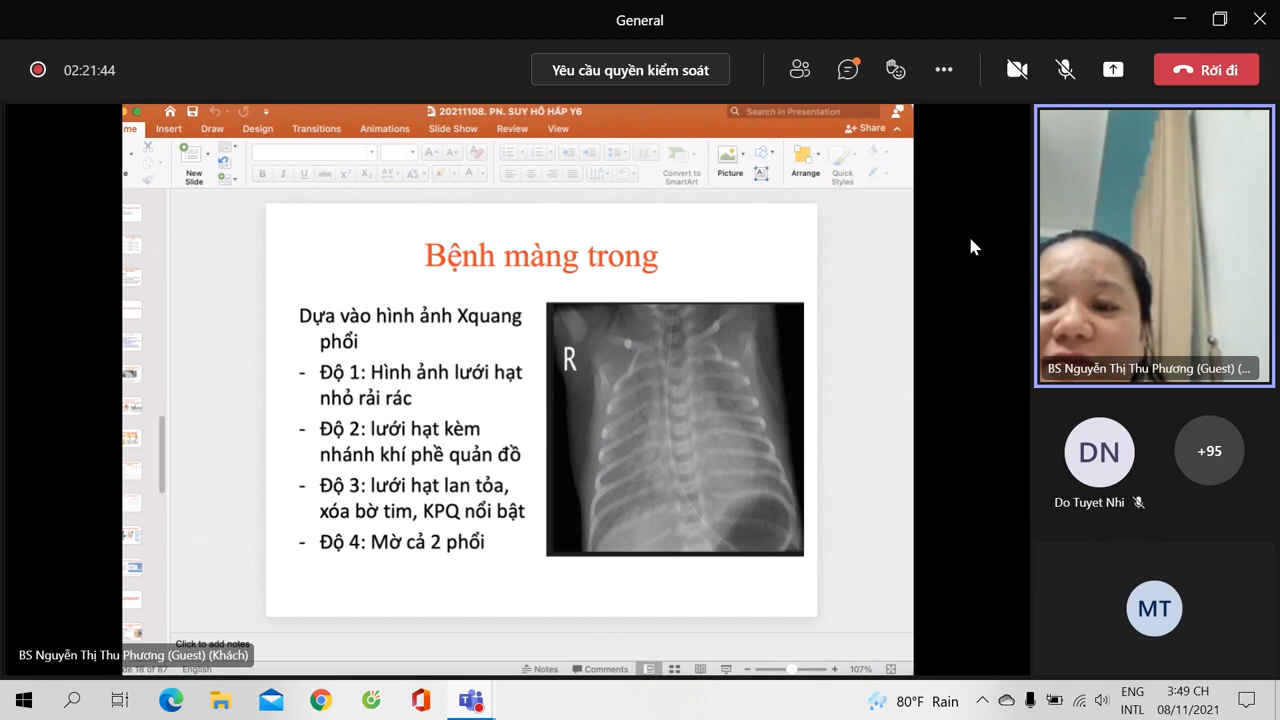 General
02:21:44
Yêu cầu quyền kiểm soát
Rời đi
20211108. PN. SUY HÔ HẤP Y6
Search in Presentation
me Insert Draw Design Transitions Animations Slide Show Review View
Share
New
Slide
Convert to
SmartArt
Picture
Arrange
Quick
Styles
Bệnh màng trong
Dựa vào hình ảnh Xquang
phổi
- Độ 1: Hình ảnh lưới hạt
nhỏ rải rác
- Độ 2: lưới hạt kèm
nhánh khí phề quản đồ
- Độ 3: lưới hạt lan tỏa,
xóa bờ tim, KPQ nổi bật
- Độ 4: Mờ cả 2 phổi
R
BS Nguyễn Thị Thu Phương (Guest) (...
DN
+95
Do Tuyet Nhi
MT
Click to add notes
BS Nguyễn Thị Thu Phương (Guest) (Khách)
de 18 of 87 English
Notes Comments 107%
80°F Rain
ENG
INTL
3:49 CH
08/11/2021